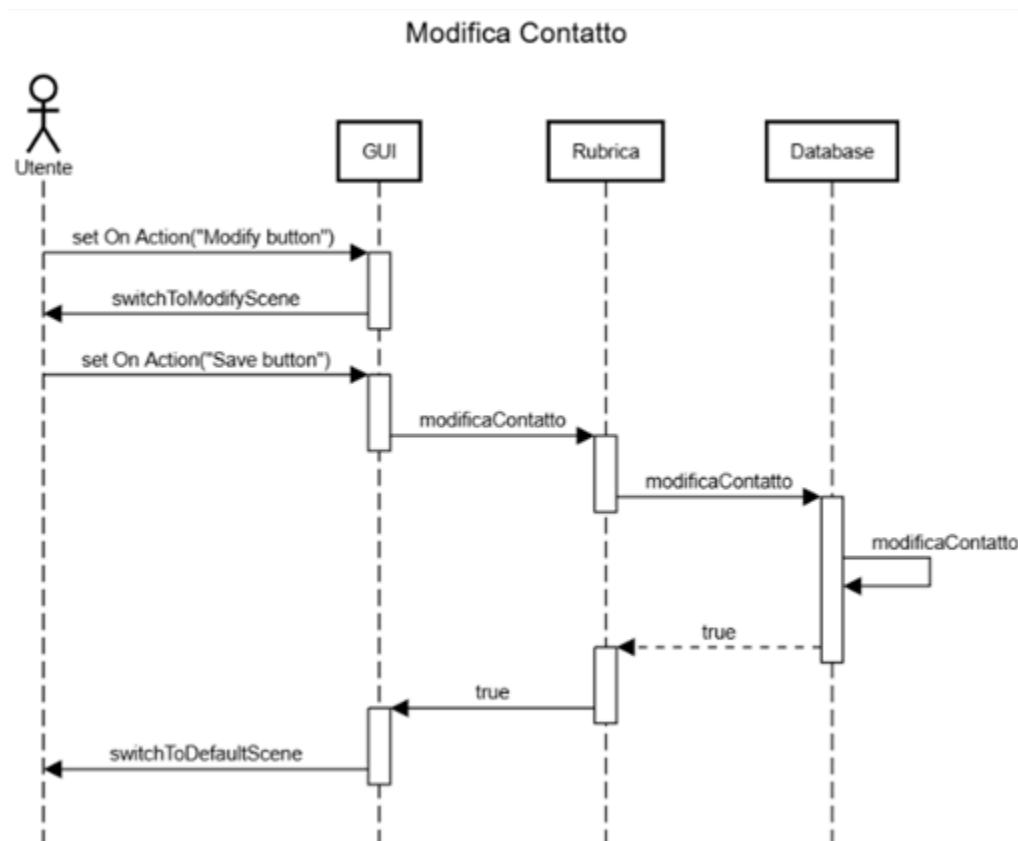 Modifica Contatto
Utente
GUI
Rubrica
Database
set On Action("Modify button")
switchToModifyScene
set On Action("Save button")
modificaContatto
modificaContatto
modificaContatto
true
true
switchToDefaultScene